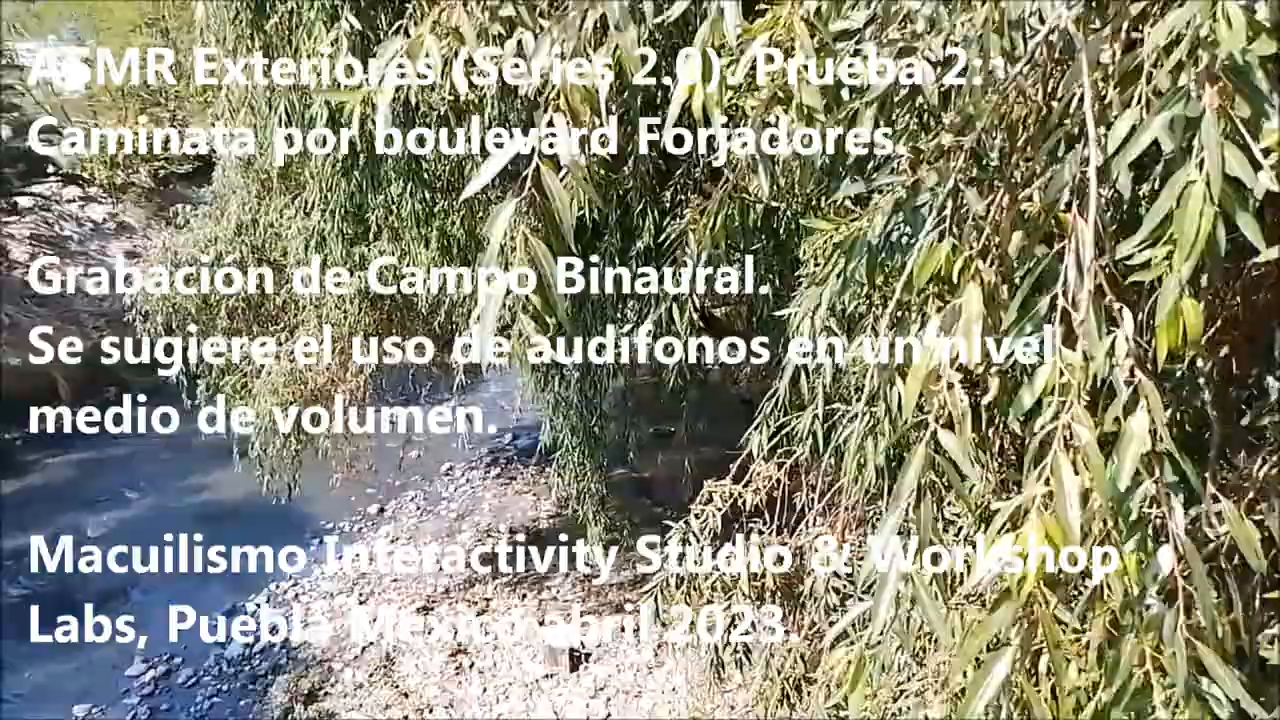 ASMR Exteriores (Series 2.0). Prueba 2:
Caminata por boulevard Forjadores.
Grabación de Campo Binaural.
Se sugiere el uso de audífonos en un nivel
medio de volumen.
Macuilismo Interactivity Studio & Workshop
Labs, Puebla México abril 2023.